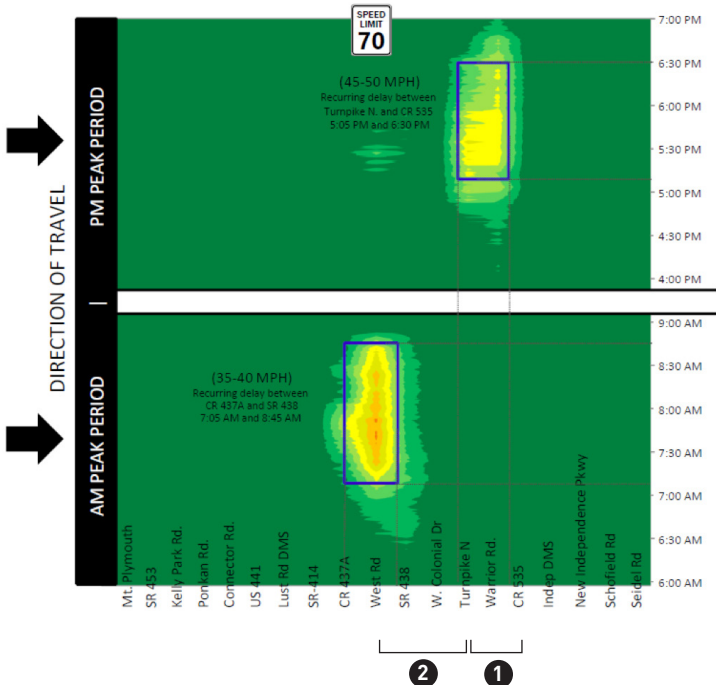 SPEED
LIMIT
70
7:00 PM
6:30 PM
6:00 PM
5:30 PM
5:00 PM
4:30 PM
4:00 PM
(45-50 MPH)
Recurring delay between
Turnpike N. and CR 535
5:05 PM and 6:30 PM
DIRECTION OF TRAVEL
AM PEAK PERIOD | PM PEAK PERIOD
9:00 AM
8:30 AM
8:00 AM
7:30 AM
7:00 AM
6:30 AM
6:00 AM
(35-40 MPH)
Recurring delay between
CR 437A and SR 438
7:05 AM and 8:45 AM
Mt. Plymouth
SR 453
Kelly Park Rd.
Ponkan Rd.
Connector Rd.
US 441
Lust Rd DMS
SR-414
CR 437A
West Rd
SR 438
W. Colonial Dr
Turnpike N
Warrior Rd.
CR 535
Indep DMS
New Independence Pkwy
Schofield Rd
Seidel Rd
2
1